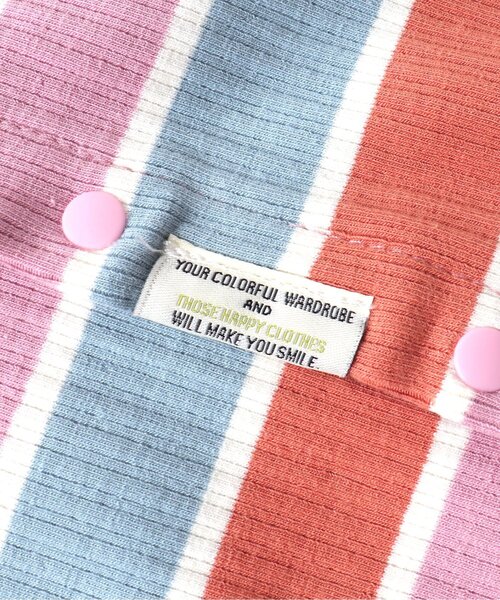 YOUR COLORFUL WARDROBE
AND
THOSE HAPPY CLOTHES
WILL MAKE YOU SMILE.